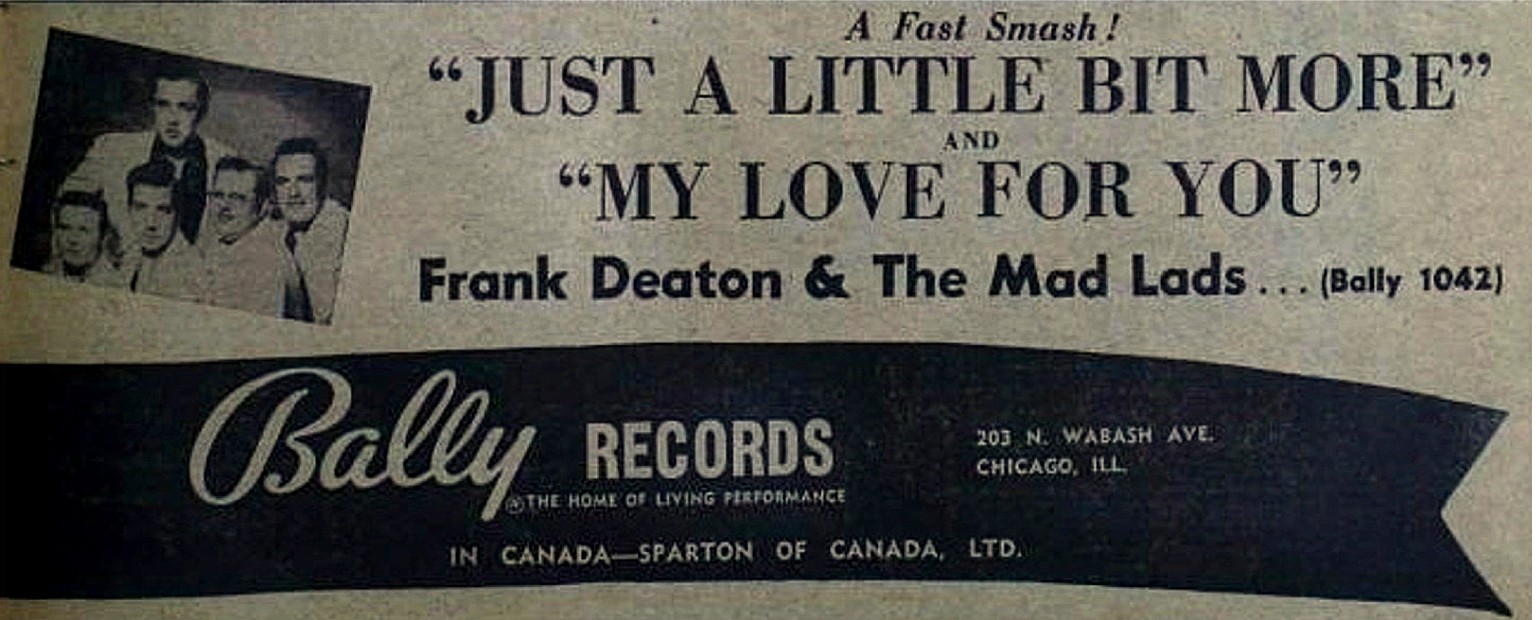 A Fast Smash!
“JUST A LITTLE BIT MORE”
AND
“MY LOVE FOR YOU”
Frank Deaton & The Mad Lads... (Bally 1042)
Bally RECORDS
®THE HOME OF LIVING PERFORMANCE
203 N. WABASH AVE.
CHICAGO, ILL.
IN CANADA—SPARTON OF CANADA, LTD.